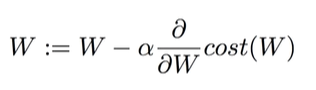 W := W − α ∂/∂W cost(W)